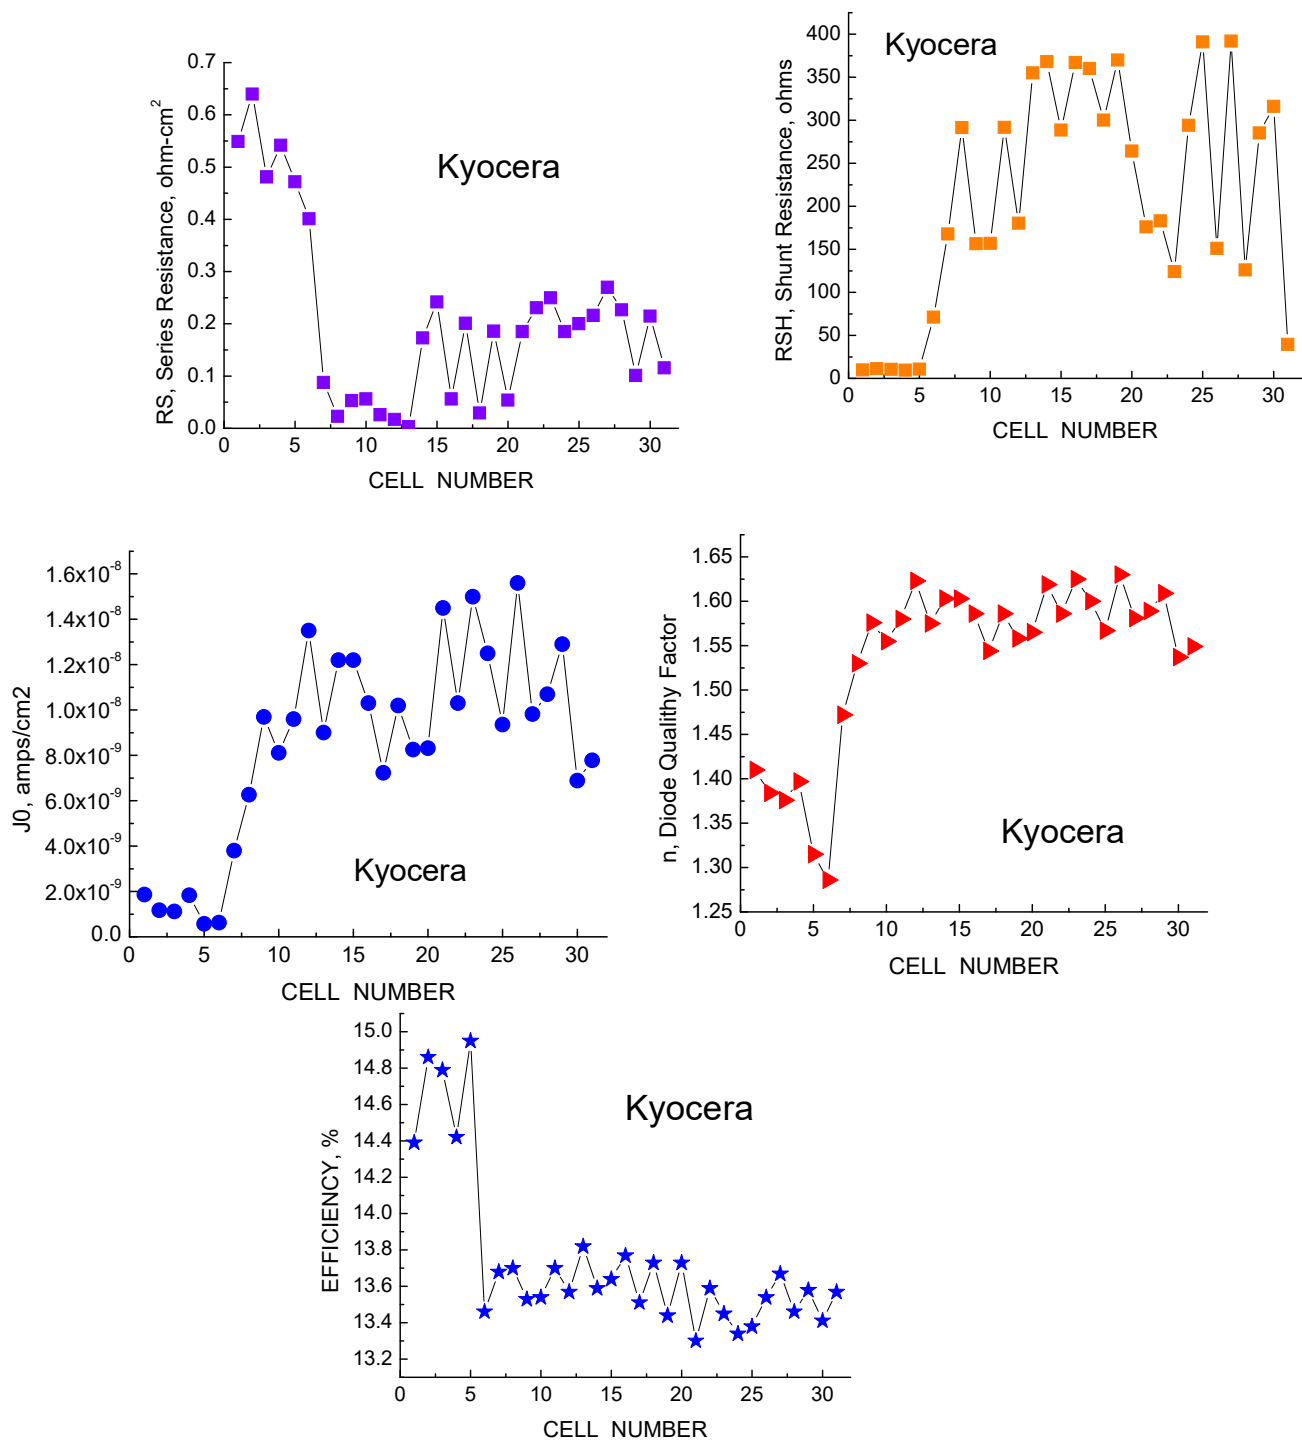 Kyocera
0.7
0.6
0.5
0.4
0.3
0.2
0.1
0.0
0 5 10 15 20 25 30
RS, Series Resistance, ohm-cm²
CELL NUMBER
Kyocera
400
350
300
250
200
150
100
50
0
0 5 10 15 20 25 30
RSH, Shunt Resistance, ohms
CELL NUMBER
1.6x10⁻⁸
1.4x10⁻⁸
1.2x10⁻⁸
1.0x10⁻⁸
8.0x10⁻⁹
6.0x10⁻⁹
4.0x10⁻⁹
2.0x10⁻⁹
0.0
0 5 10 15 20 25 30
J0, amps/cm2
Kyocera
CELL NUMBER
1.65
1.60
1.55
1.50
1.45
1.40
1.35
1.30
1.25
0 5 10 15 20 25 30
n, Diode Qualithy Factor
Kyocera
CELL NUMBER
15.0
14.8
14.6
14.4
14.2
14.0
13.8
13.6
13.4
13.2
0 5 10 15 20 25 30
EFFICIENCY, %
Kyocera
CELL NUMBER